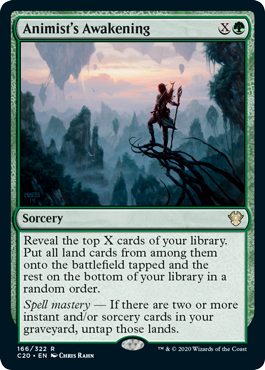 Animist's Awakening X
Sorcery
Reveal the top X cards of your library.
Put all land cards from among them
onto the battlefield tapped and the
rest on the bottom of your library in a
random order.
Spell mastery — If there are two or more
instant and/or sorcery cards in your
graveyard, untap those lands.
166/322 R
C20 • EN Chris Rahn
™ & © 2020 Wizards of the Coast